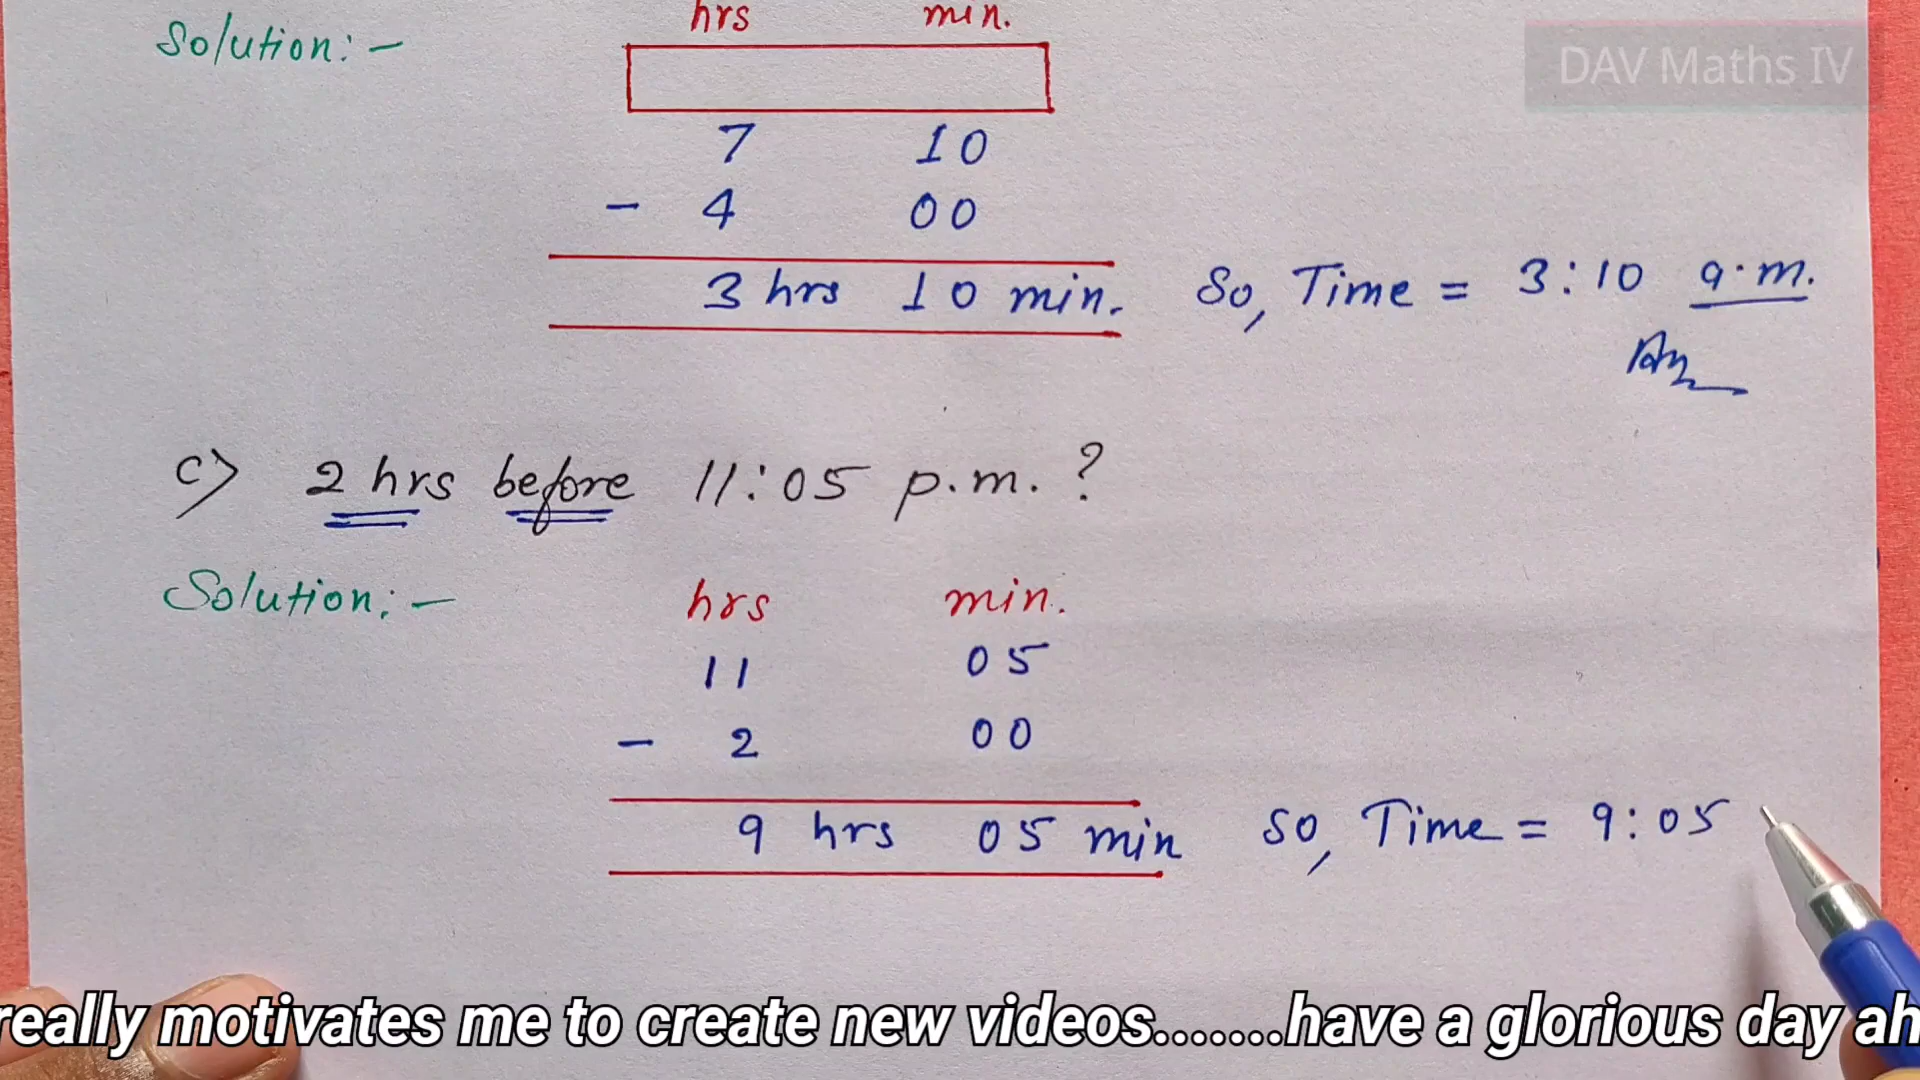 hrs min.
Solution:-
DAV Maths IV
7 10
- 4 00
3 hrs 10 min. So, Time = 3:10 a.m.
Ans
c) 2 hrs before 11:05 p.m. ?
Solution:-
hrs min.
11 05
- 2 00
9 hrs 05 min So, Time = 9:05
really motivates me to create new videos.......have a glorious day ah